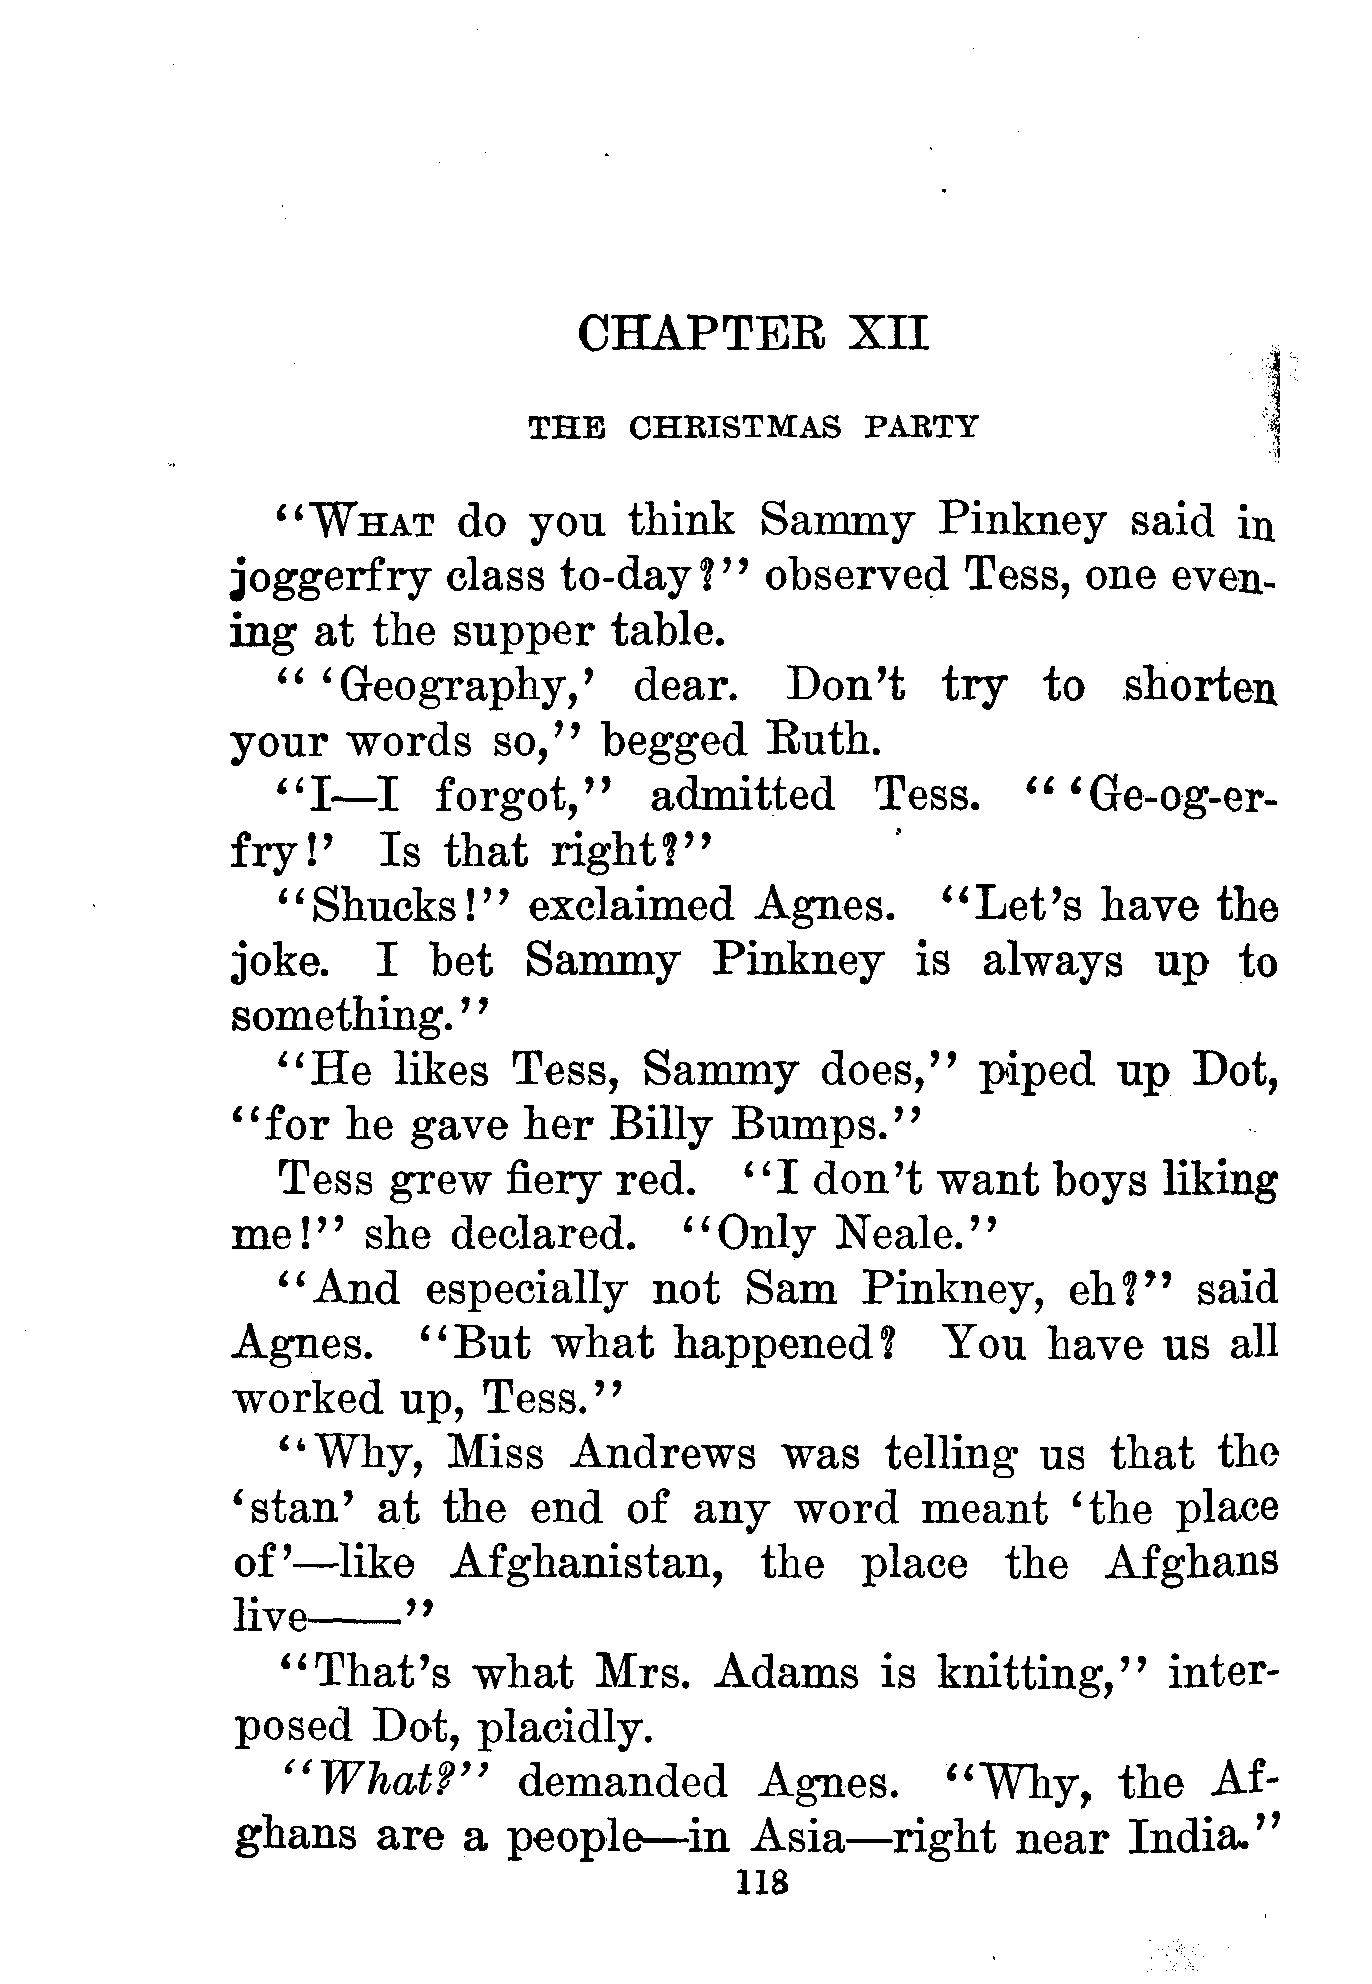 CHAPTER XII
THE CHRISTMAS PARTY
“WHAT do you think Sammy Pinkney said in
joggerfry class to-day?” observed Tess, one even-
ing at the supper table.
“ ‘Geography,’ dear. Don’t try to shorten
your words so,” begged Ruth.
“I—I forgot,” admitted Tess. “ ‘Ge-og-er-
fry!’ Is that right?”
“Shucks!” exclaimed Agnes. “Let’s have the
joke. I bet Sammy Pinkney is always up to
something.”
“He likes Tess, Sammy does,” piped up Dot,
“for he gave her Billy Bumps.”
Tess grew fiery red. “I don’t want boys liking
me!” she declared. “Only Neale.”
“And especially not Sam Pinkney, eh?” said
Agnes. “But what happened? You have us all
worked up, Tess.”
“Why, Miss Andrews was telling us that the
‘stan’ at the end of any word meant ‘the place
of’—like Afghanistan, the place the Afghans
live——”
“That’s what Mrs. Adams is knitting,” inter-
posed Dot, placidly.
“What?” demanded Agnes. “Why, the Af-
ghans are a people—in Asia—right near India.”
118